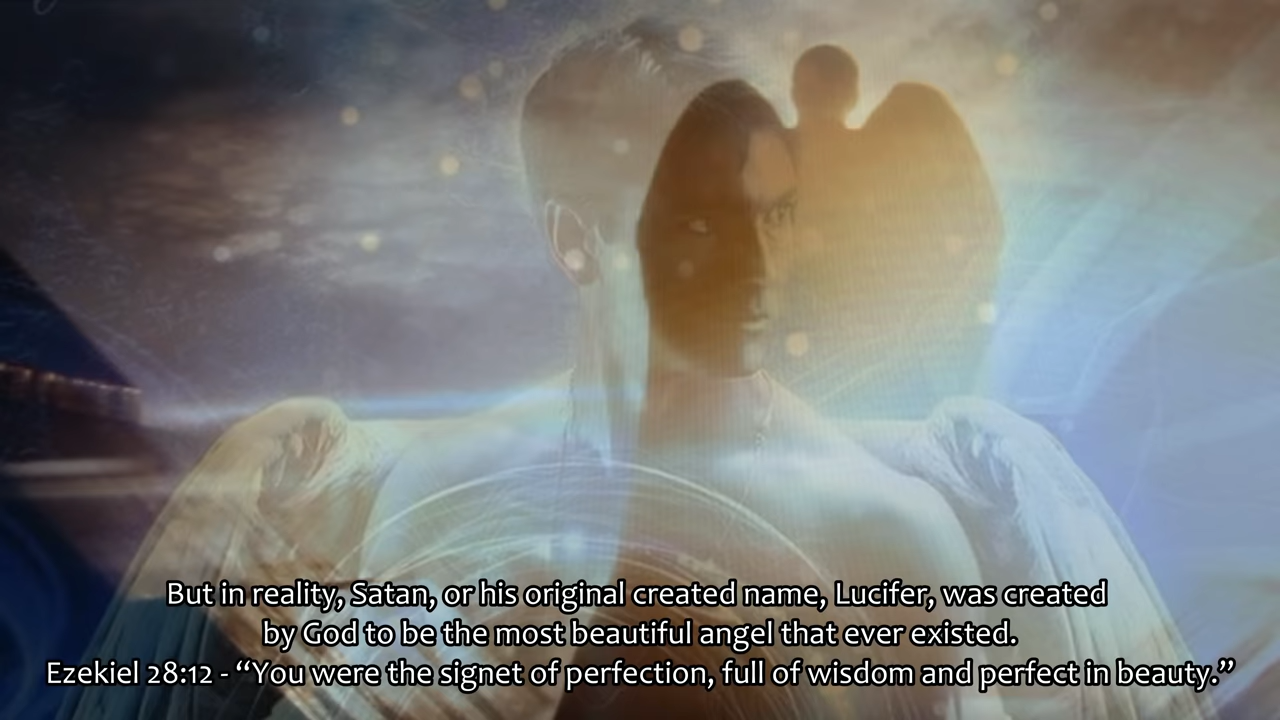 But in reality, Satan, or his original created name, Lucifer, was created
by God to be the most beautiful angel that ever existed.
Ezekiel 28:12 - “You were the signet of perfection, full of wisdom and perfect in beauty.”